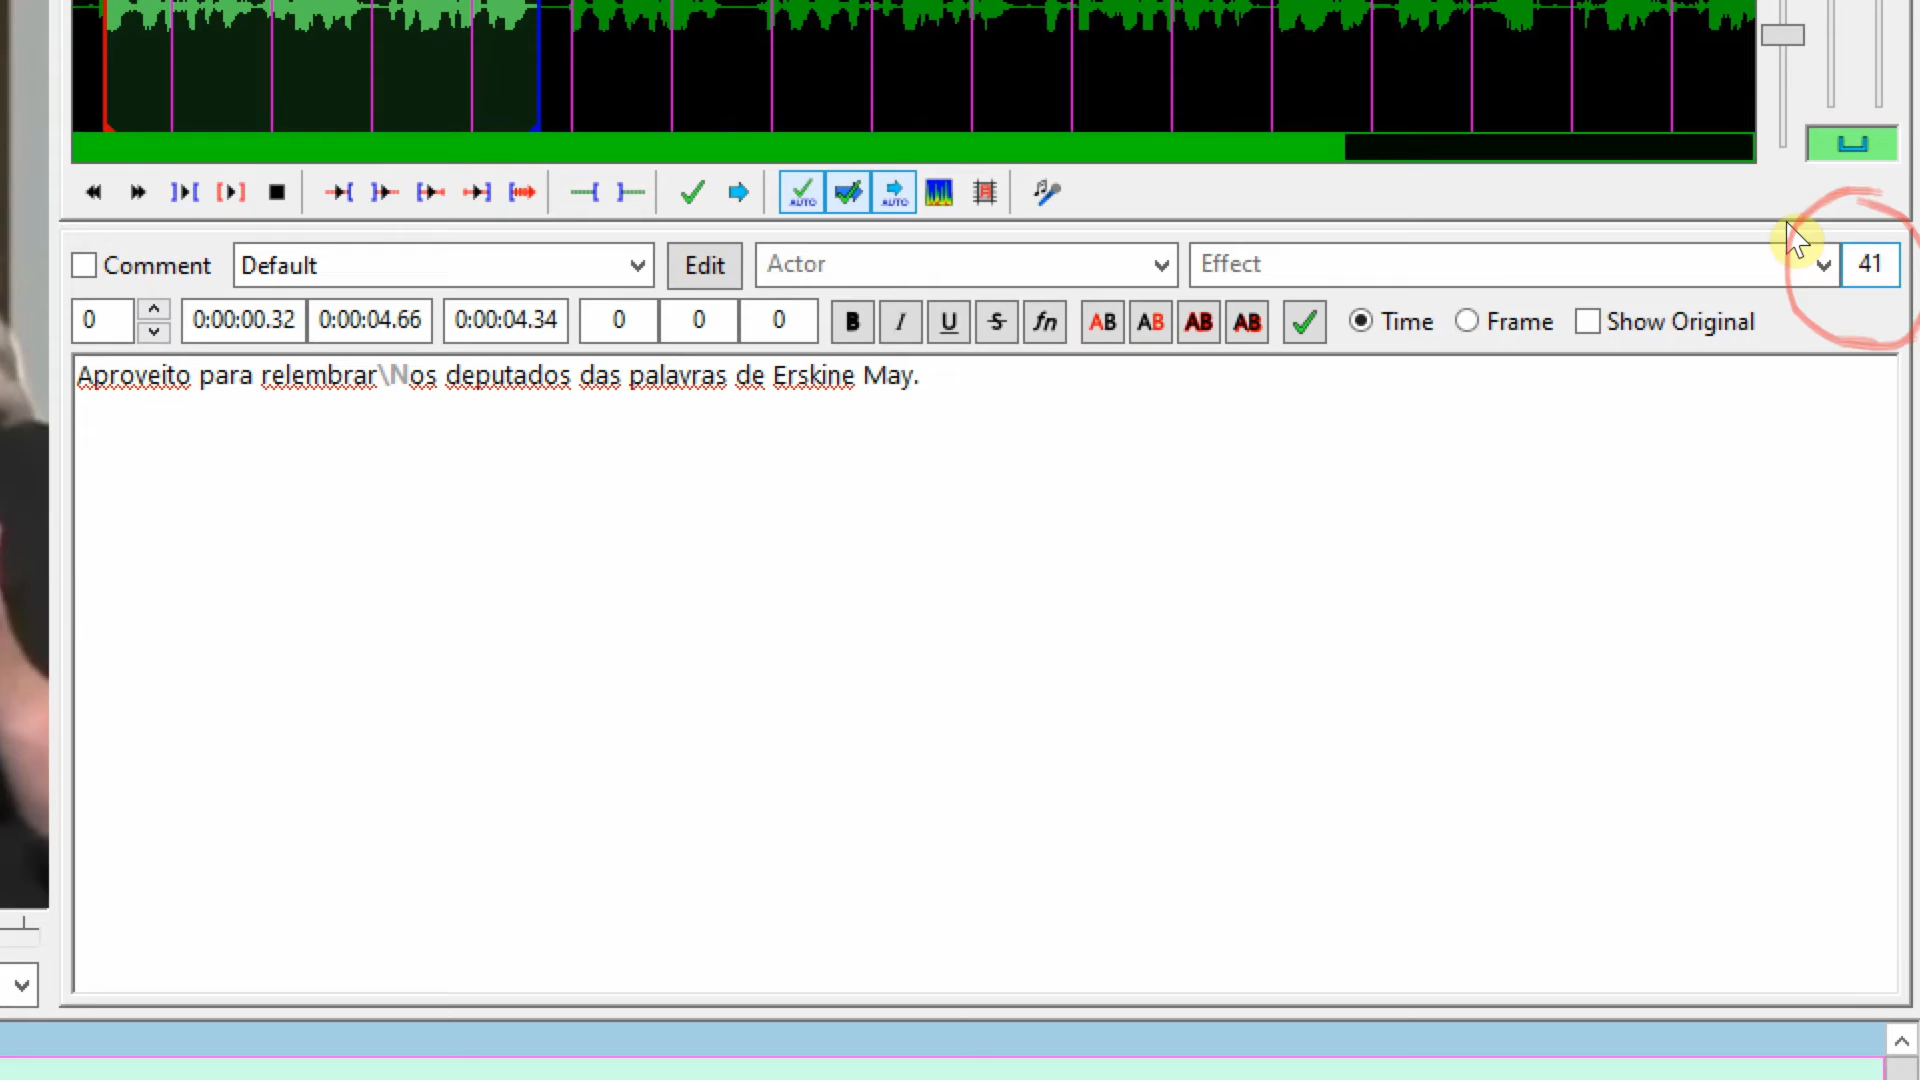 AUTO AUTO
Comment Default Edit Actor Effect 41
0 0:00:00.32 0:00:04.66 0:00:04.34 0 0 0 B I U S fn AB AB AB AB Time Frame Show Original
Aproveito para relembrar\Nos deputados das palavras de Erskine May.